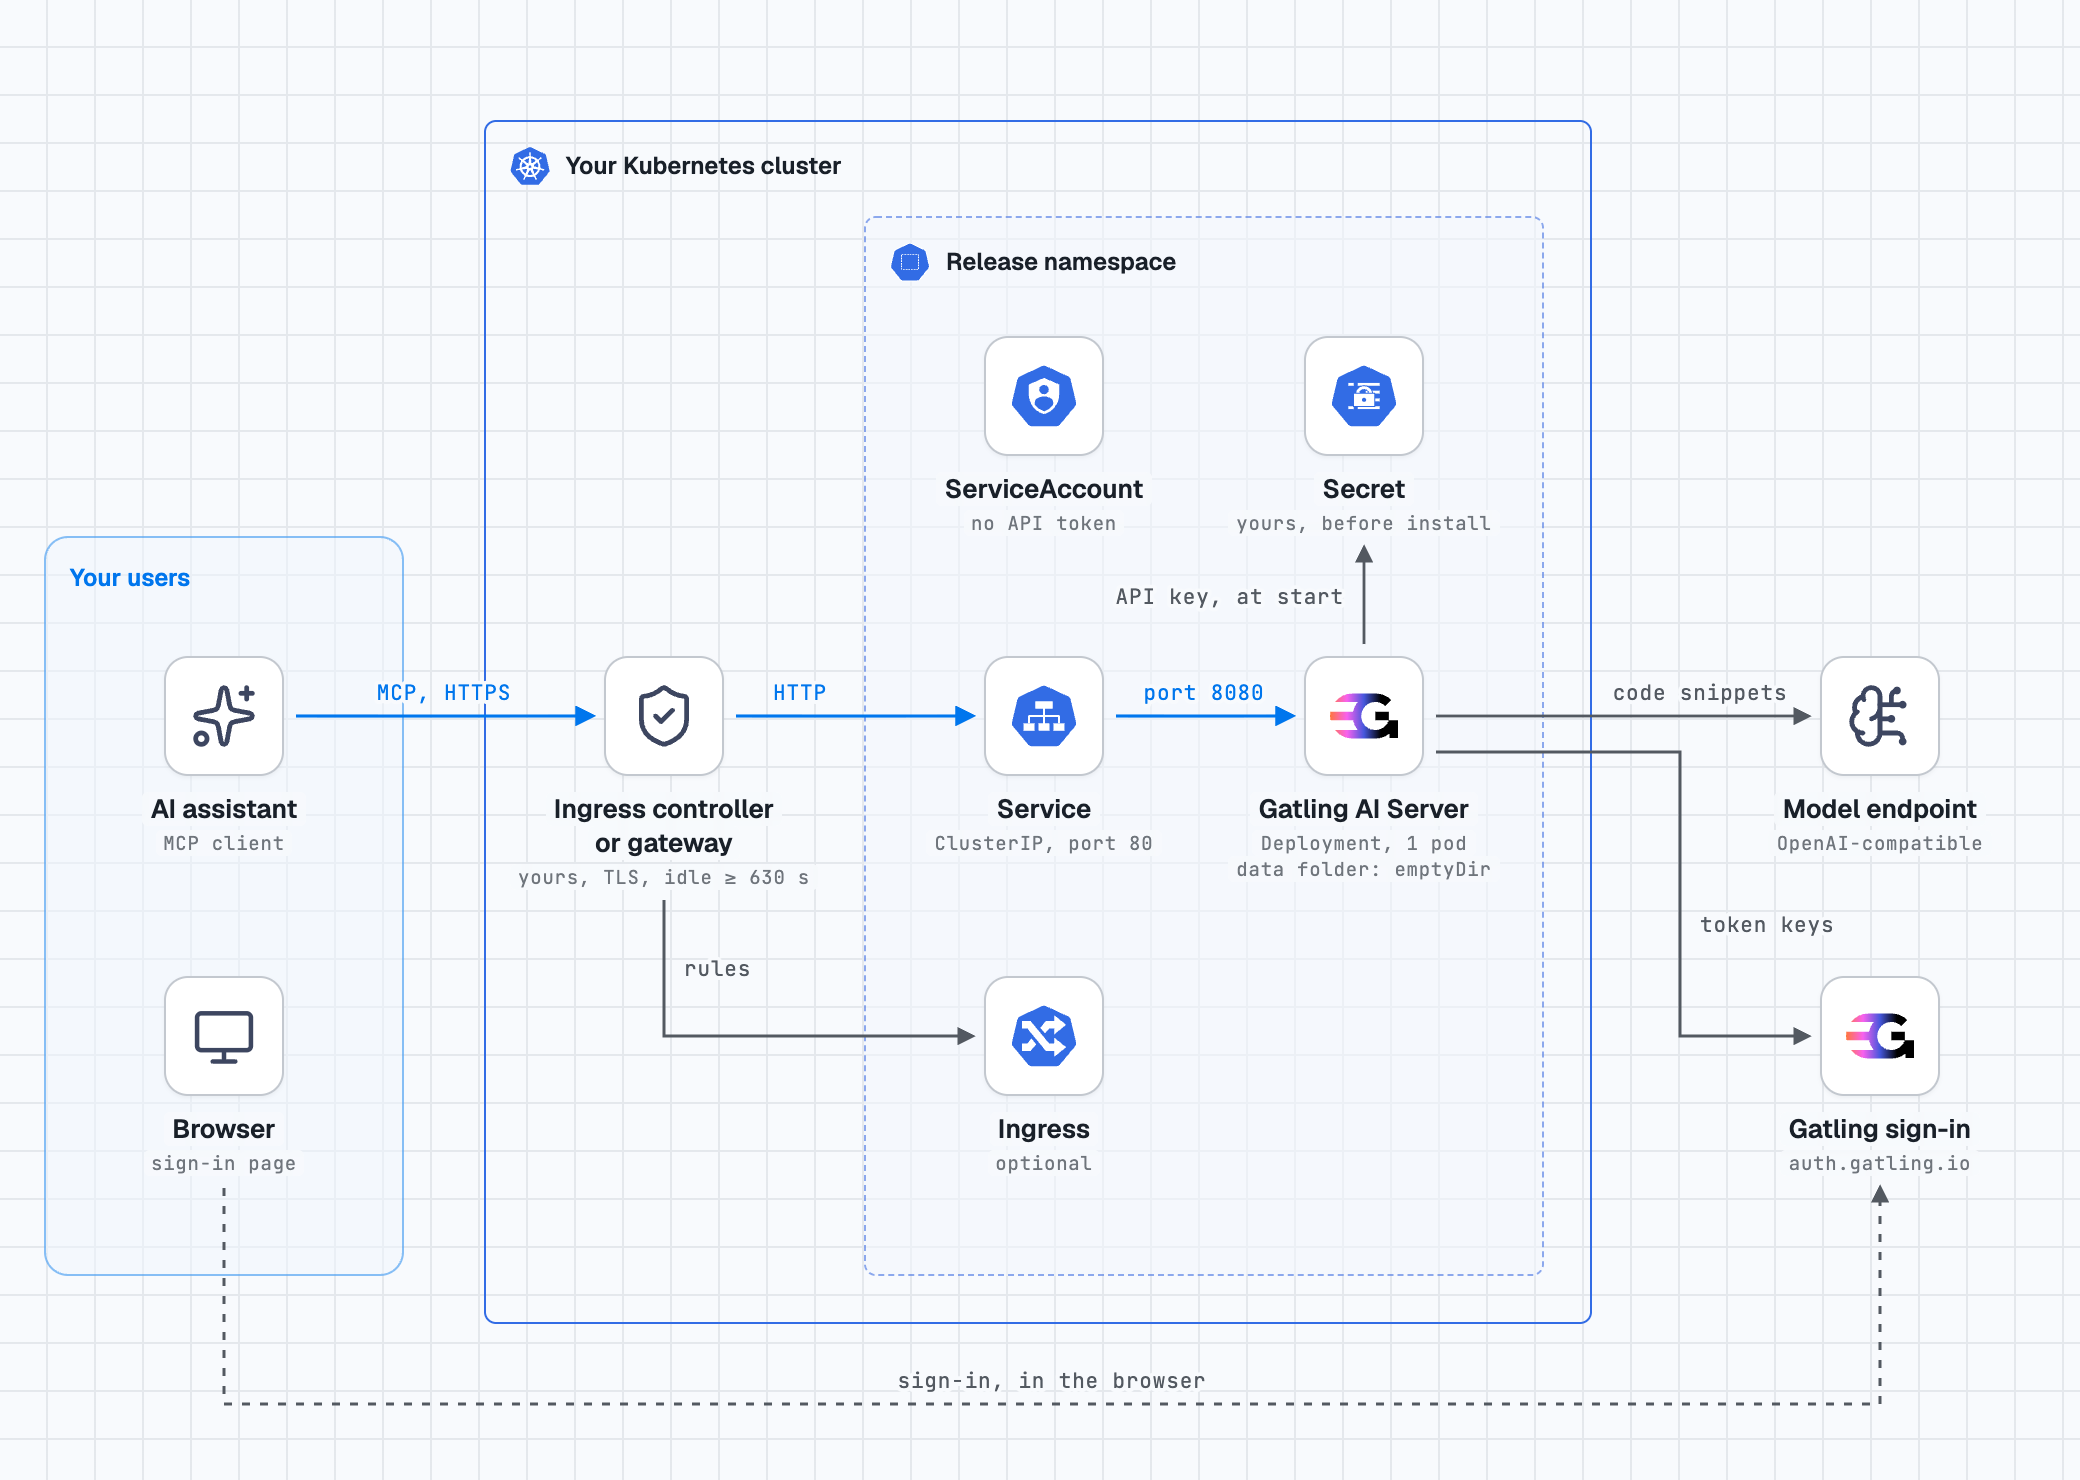 Your Kubernetes cluster
Release namespace
ServiceAccount
no API token
Secret
yours, before install
API key, at start
Your users
AI assistant
MCP client
MCP, HTTPS
Ingress controller
or gateway
yours, TLS, idle ≥ 630 s
HTTP
Service
ClusterIP, port 80
port 8080
Gatling AI Server
Deployment, 1 pod
data folder: emptyDir
code snippets
Model endpoint
OpenAI-compatible
token keys
rules
Browser
sign-in page
Ingress
optional
Gatling sign-in
auth.gatling.io
sign-in, in the browser